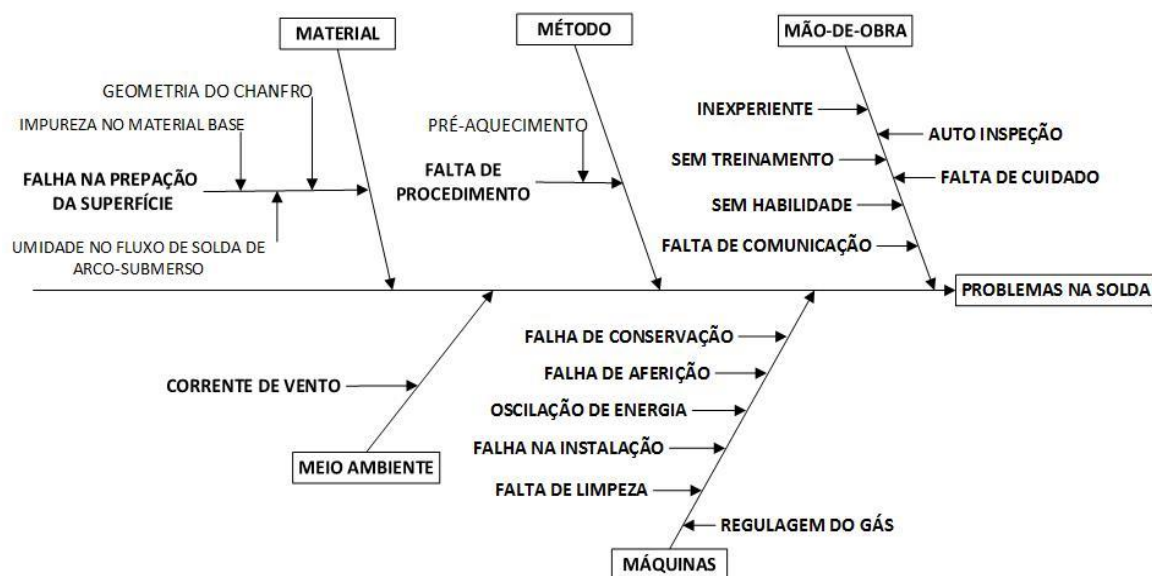 MATERIAL
MÉTODO
MÃO-DE-OBRA
GEOMETRIA DO CHANFRO
IMPUREZA NO MATERIAL BASE
FALHA NA PREPAÇÃO
DA SUPERFÍCIE
UMIDADE NO FLUXO DE SOLDA DE
ARCO-SUBMERSO
PRÉ-AQUECIMENTO
FALTA DE
PROCEDIMENTO
INEXPERIENTE
AUTO INSPEÇÃO
SEM TREINAMENTO
FALTA DE CUIDADO
SEM HABILIDADE
FALTA DE COMUNICAÇÃO
PROBLEMAS NA SOLDA
CORRENTE DE VENTO
MEIO AMBIENTE
FALHA DE CONSERVAÇÃO
FALHA DE AFERIÇÃO
OSCILAÇÃO DE ENERGIA
FALHA NA INSTALAÇÃO
FALTA DE LIMPEZA
REGULAGEM DO GÁS
MÁQUINAS